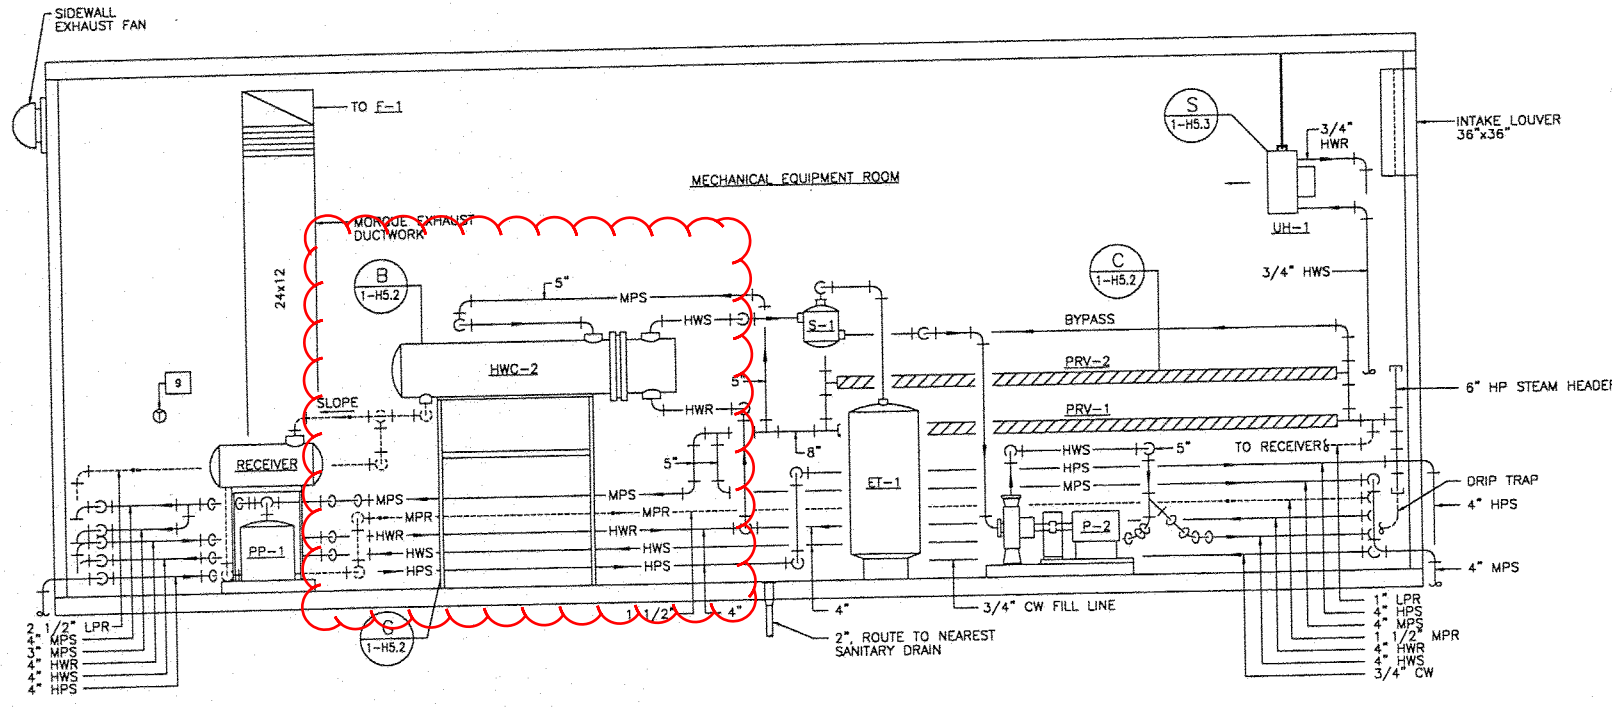 SIDEWALL
EXHAUST FAN
TO F-1
S
1-H5.3
3/4"
HWR
INTAKE LOUVER
36"x36"
MECHANICAL EQUIPMENT ROOM
MORQUE EXHAUST
DUCTWORK
UH-1
24x12
B
1-H5.2
5"
MPS
C
1-H5.2
3/4" HWS
HWS
S-1
BYPASS
HWC-2
PRV-2
5"
6" HP STEAM HEADER
SLOPE
HWR
PRV-1
8"
TO RECEIVER
HWS
5"
RECEIVER
5"
HPS
MPS
ET-1
DRIP TRAP
MPS
MPS
4" HPS
MPR
MPR
HWR
HWR
P-2
PP-1
HWS
HWS
HPS
HPS
4" MPS
9
T
1 1/2"
4"
4"
3/4" CW FILL LINE
G
1-H5.2
2", ROUTE TO NEAREST
SANITARY DRAIN
2 1/2" LPR
4" MPS
3" MPS
4" HWR
4" HWS
4" HPS
1" LPR
4" HPS
4" MPS
1 1/2" MPR
4" HWR
4" HWS
3/4" CW